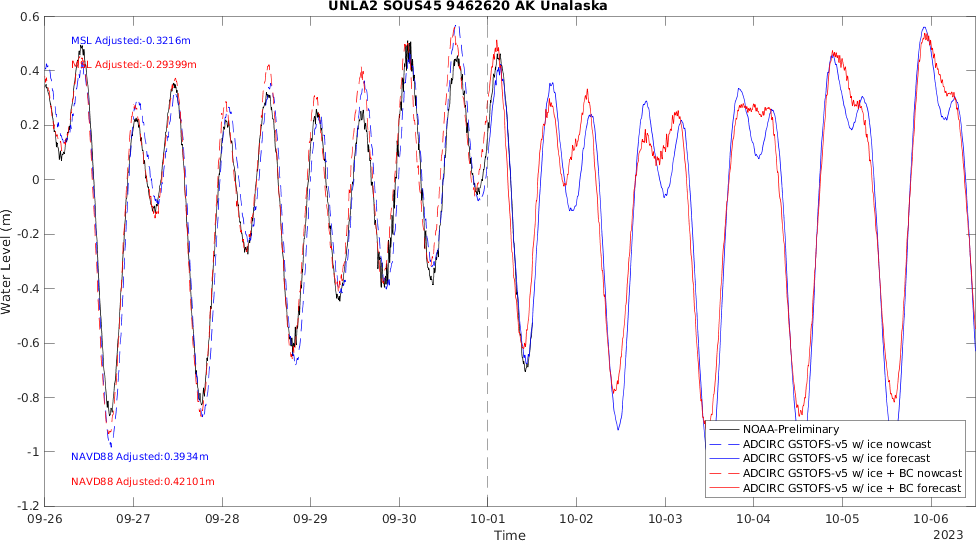 UNLA2 SOUS45 9462620 AK Unalaska
0.6
0.4
0.2
0
-0.2
-0.4
-0.6
-0.8
-1
-1.2
Water Level (m)
MSL Adjusted:-0.3216m
MSL Adjusted:-0.29399m
NAVD88 Adjusted:0.3934m
NAVD88 Adjusted:0.42101m
NOAA-Preliminary
ADCIRC GSTOFS-v5 w/ ice nowcast
ADCIRC GSTOFS-v5 w/ ice forecast
ADCIRC GSTOFS-v5 w/ ice + BC nowcast
ADCIRC GSTOFS-v5 w/ ice + BC forecast
09-26 09-27 09-28 09-29 09-30 10-01 10-02 10-03 10-04 10-05 10-06
Time
2023